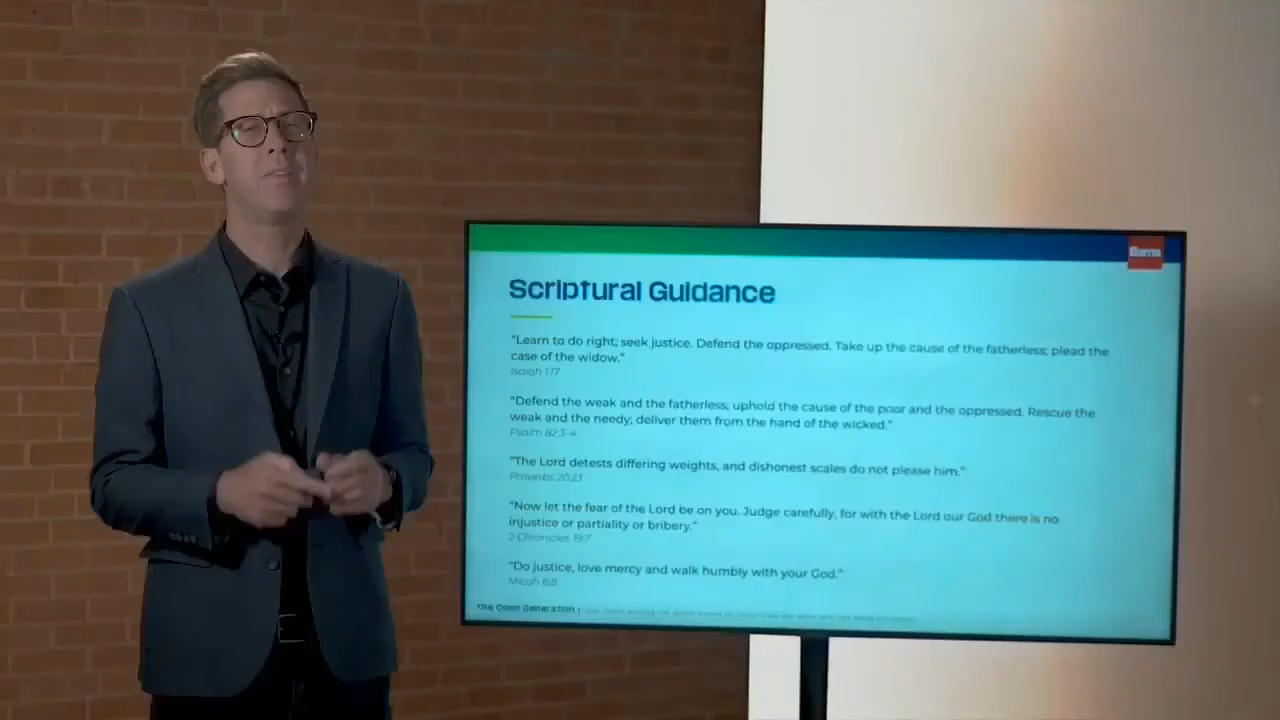 Scriptural Guidance
"Learn to do right; seek justice. Defend the oppressed. Take up the cause of the fatherless; plead the
case of the widow."
Isaiah 1:17
"Defend the weak and the fatherless; uphold the cause of the poor and the oppressed. Rescue the
weak and the needy; deliver them from the hand of the wicked."
Psalm 82:3-4
"The Lord detests differing weights, and dishonest scales do not please him."
Proverbs 20:23
"Now let the fear of the Lord be on you. Judge carefully, for with the Lord our God there is no
injustice or partiality or bribery."
2 Chronicles 19:7
"Do justice, love mercy and walk humbly with your God."
Micah 6:8
The Open Generation |